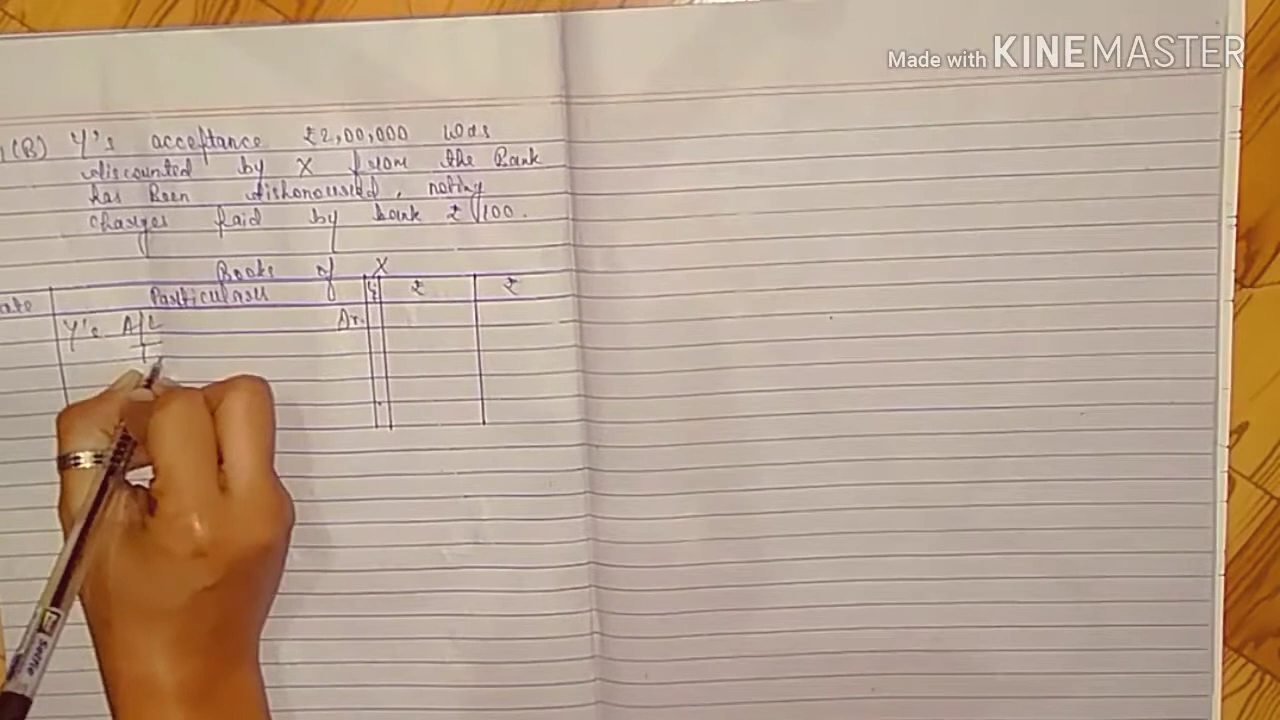 Made with KINEMASTER
(B) Y's acceptance ₹2,00,000 was
discounted by X from the Bank
has Been dishonoured, noting
charges paid by bank ₹ 100.
Books of X
ate Particulars ₹ ₹
Y's A/c Dr.
T